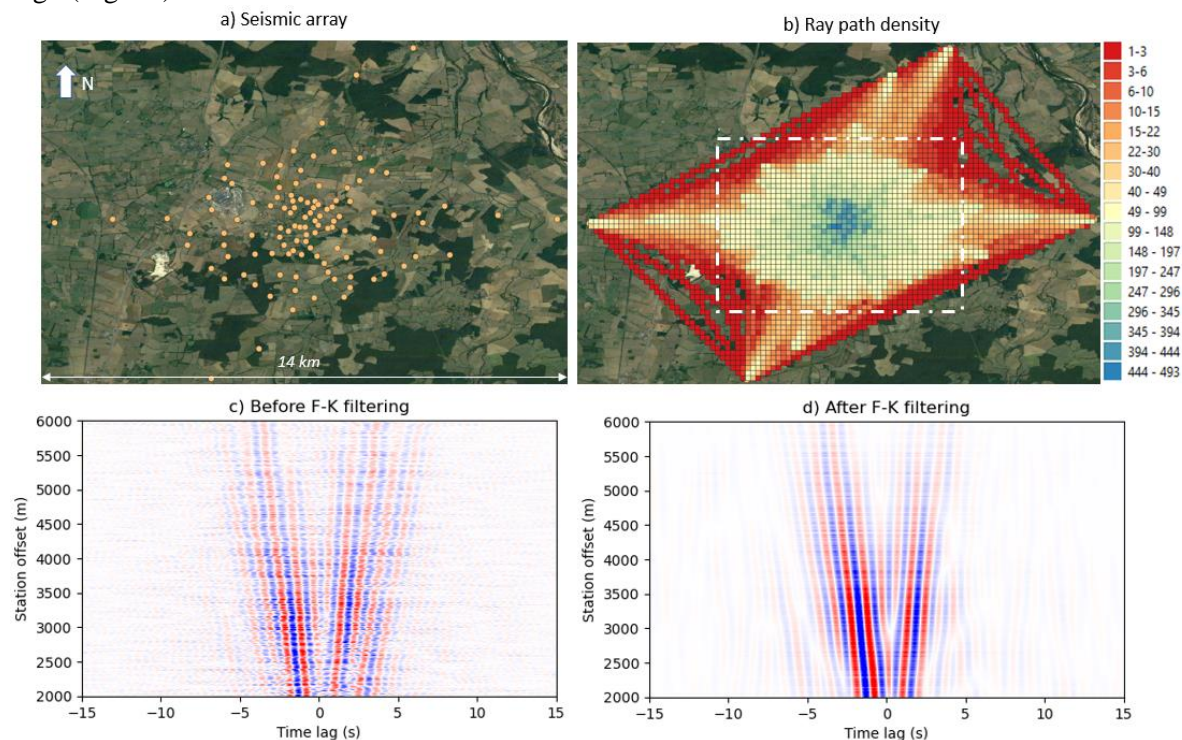 a) Seismic array
b) Ray path density
N
14 km
1-3
3-6
6-10
10-15
15-22
22-30
30-40
40 - 49
49 - 99
99 - 148
148 - 197
197 - 247
247 - 296
296 - 345
345 - 394
394 - 444
444 - 493
c) Before F-K filtering
d) After F-K filtering
Station offset (m)
6000
5500
5000
4500
4000
3500
3000
2500
2000
−15
−10
−5
0
5
10
15
Time lag (s)
Station offset (m)
6000
5500
5000
4500
4000
3500
3000
2500
2000
−15
−10
−5
0
5
10
15
Time lag (s)